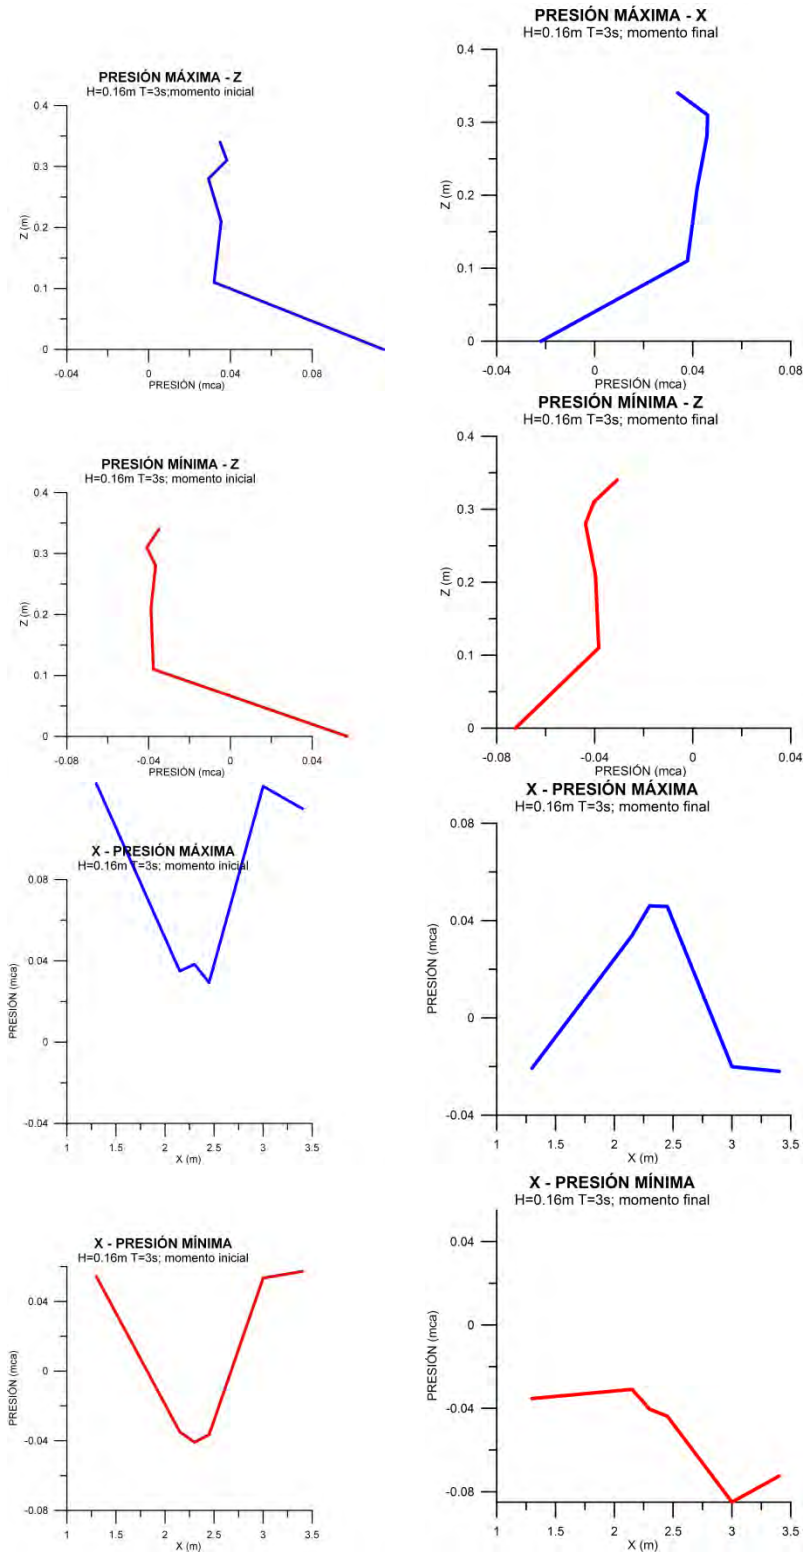 PRESIÓN MÁXIMA - Z
H=0.16m T=3s;momento inicial
0.4
0.3
0.2
0.1
0
Z (m)
-0.04
0
0.04
0.08
PRESIÓN (mca)
PRESIÓN MÁXIMA - X
H=0.16m T=3s; momento final
0.4
0.3
0.2
0.1
0
Z (m)
-0.04
0
0.04
0.08
PRESIÓN (mca)
PRESIÓN MÍNIMA - Z
H=0.16m T=3s; momento inicial
0.4
0.3
0.2
0.1
0
Z (m)
-0.08
-0.04
0
0.04
PRESIÓN (mca)
PRESIÓN MÍNIMA - Z
H=0.16m T=3s; momento final
0.4
0.3
0.2
0.1
0
Z (m)
-0.08
-0.04
0
0.04
PRESIÓN (mca)
X - PRESIÓN MÁXIMA
H=0.16m T=3s; momento inicial
0.08
0.04
0
-0.04
PRESIÓN (mca)
1
1.5
2
2.5
3
3.5
X (m)
X - PRESIÓN MÁXIMA
H=0.16m T=3s; momento final
0.08
0.04
0
-0.04
PRESIÓN (mca)
1
1.5
2
2.5
3
3.5
X (m)
X - PRESIÓN MÍNIMA
H=0.16m T=3s; momento inicial
0.04
0
-0.04
-0.08
PRESIÓN (mca)
1
1.5
2
2.5
3
3.5
X (m)
X - PRESIÓN MÍNIMA
H=0.16m T=3s; momento final
0.04
0
-0.04
-0.08
PRESIÓN (mca)
1
1.5
2
2.5
3
3.5
X (m)